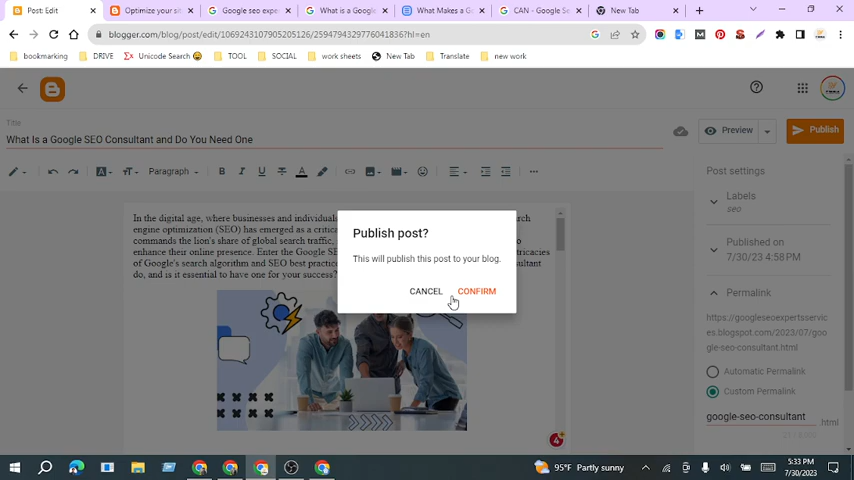 Post: Edit
Optimize your sit
Google seo expe
What is a Google
What Makes a G
CAN - Google Se
New Tab
blogger.com/blog/post/edit/1069243107905205126/2594794329776041836?hl=en
bookmarking
DRIVE
Unicode Search
TOOL
SOCIAL
work sheets
New Tab
Translate
new work
Title
What Is a Google SEO Consultant and Do You Need One
Preview
Publish
Paragraph
Post settings
Labels
seo
Published on
7/30/23 4:58 PM
Permalink
https://googleseoexpertsservic
es.blogspot.com/2023/07/goo
gle-seo-consultant.html
Automatic Permalink
Custom Permalink
google-seo-consultant
.html
In the digital age, where businesses and individuals
rch
engine optimization (SEO) has emerged as a critica
commands the lion's share of global search traffic,
o
enhance their online presence. Enter the Google SE
tricacies
of Google's search algorithm and SEO best practic
ltant
do, and is it essential to have one for your success?
Publish post?
This will publish this post to your blog.
CANCEL
CONFIRM
4
95°F Partly sunny
5:33 PM
7/30/2023